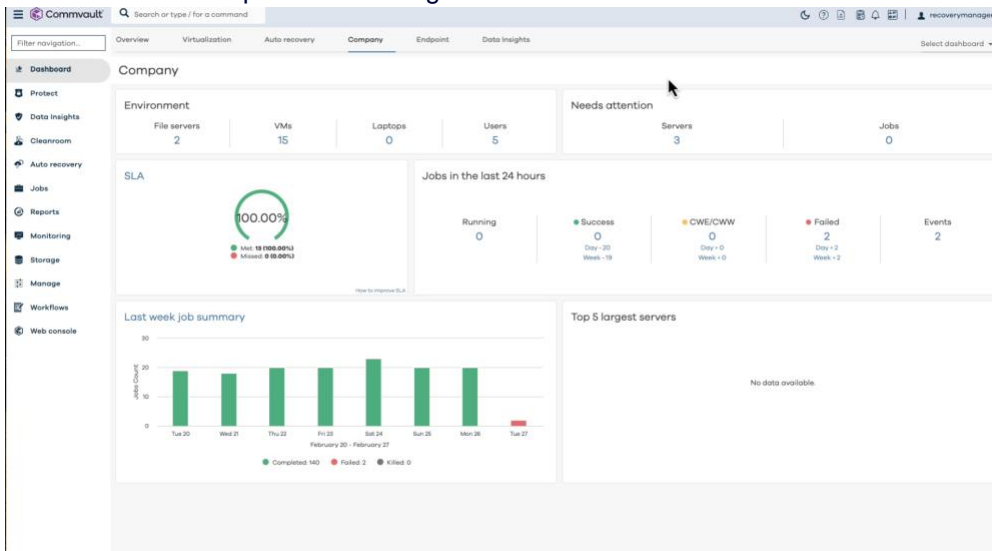 Commvault
Search or type / for a command
recoverymanager
Filter navigation...
Overview Virtualization Auto recovery Company Endpoint Data Insights
Select dashboard
Dashboard
Protect
Data Insights
Cleanroom
Auto recovery
Jobs
Reports
Monitoring
Storage
Manage
Workflows
Web console
Company
Environment
File servers VMs Laptops Users
2 15 0 5
Needs attention
Servers Jobs
3 0
SLA
100.00%
Met: 13 (100.00%)
Missed: 0 (0.00%)
How to improve SLA
Jobs in the last 24 hours
Running Success CWE/CWW Failed Events
0 0 0 2 2
Day - 20 Day + 0 Day + 2
Week - 19 Week + 0 Week + 2
Last week job summary
Jobs Count
30
20
10
0
Tue 20 Wed 21 Thu 22 Fri 23 Sat 24 Sun 25 Mon 26 Tue 27
February 20 - February 27
Completed: 140 Failed: 2 Killed: 0
Top 5 largest servers
No data available.